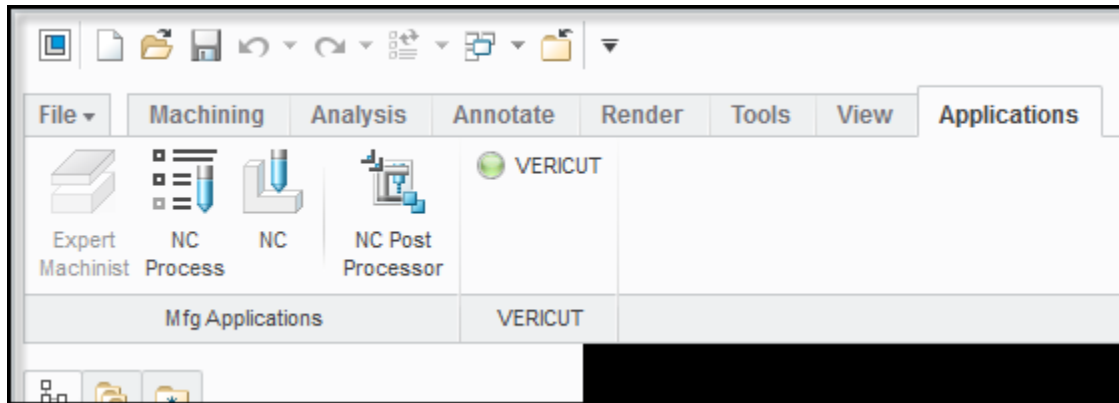 File Machining Analysis Annotate Render Tools View Applications
VERICUT
Expert Machinist
NC Process
NC
NC Post Processor
Mfg Applications VERICUT